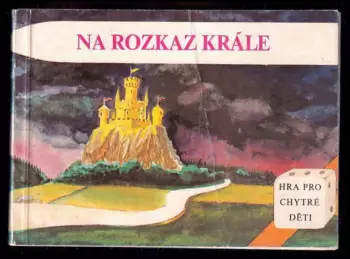 NA ROZKAZ KRÁLE
HRA PRO
CHYTRÉ
DĚTI